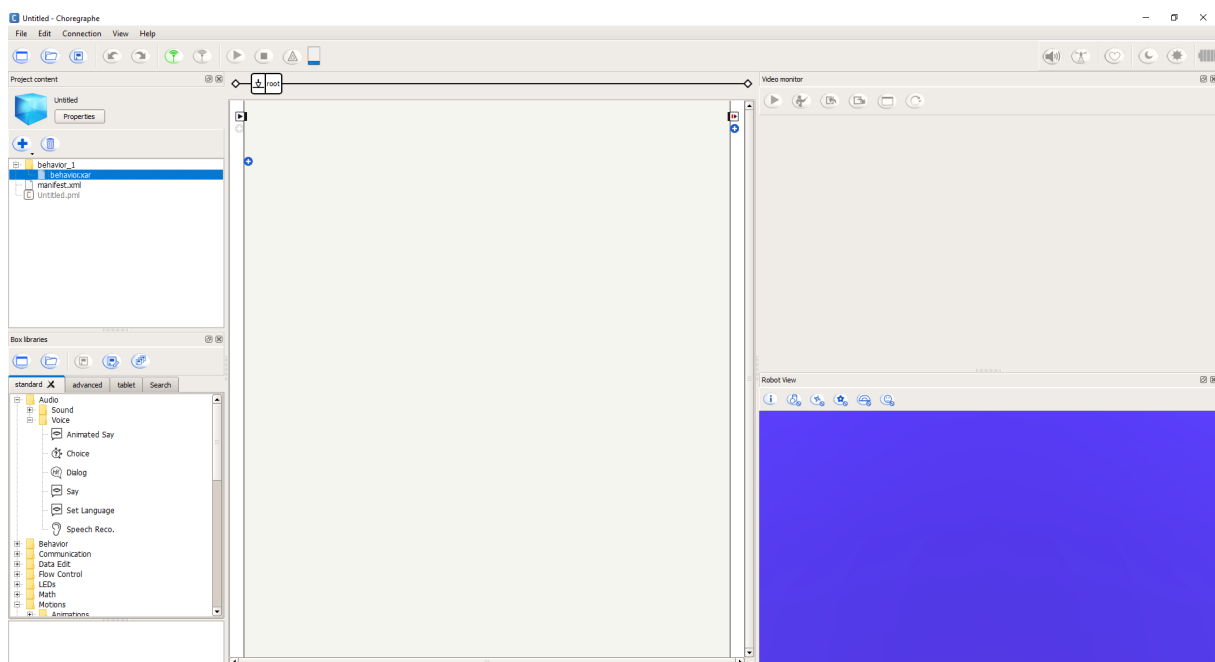 Untitled - Choregraphe
File Edit Connection View Help
Project content
Untitled
Properties
behavior_1
behavior.xar
manifest.xml
Untitled.pml
root
Video monitor
Box libraries
standard advanced tablet Search
Audio
Sound
Voice
Animated Say
Choice
Dialog
Say
Set Language
Speech Reco.
Behavior
Communication
Data Edit
Flow Control
LEDs
Math
Motions
Animations
Robot View